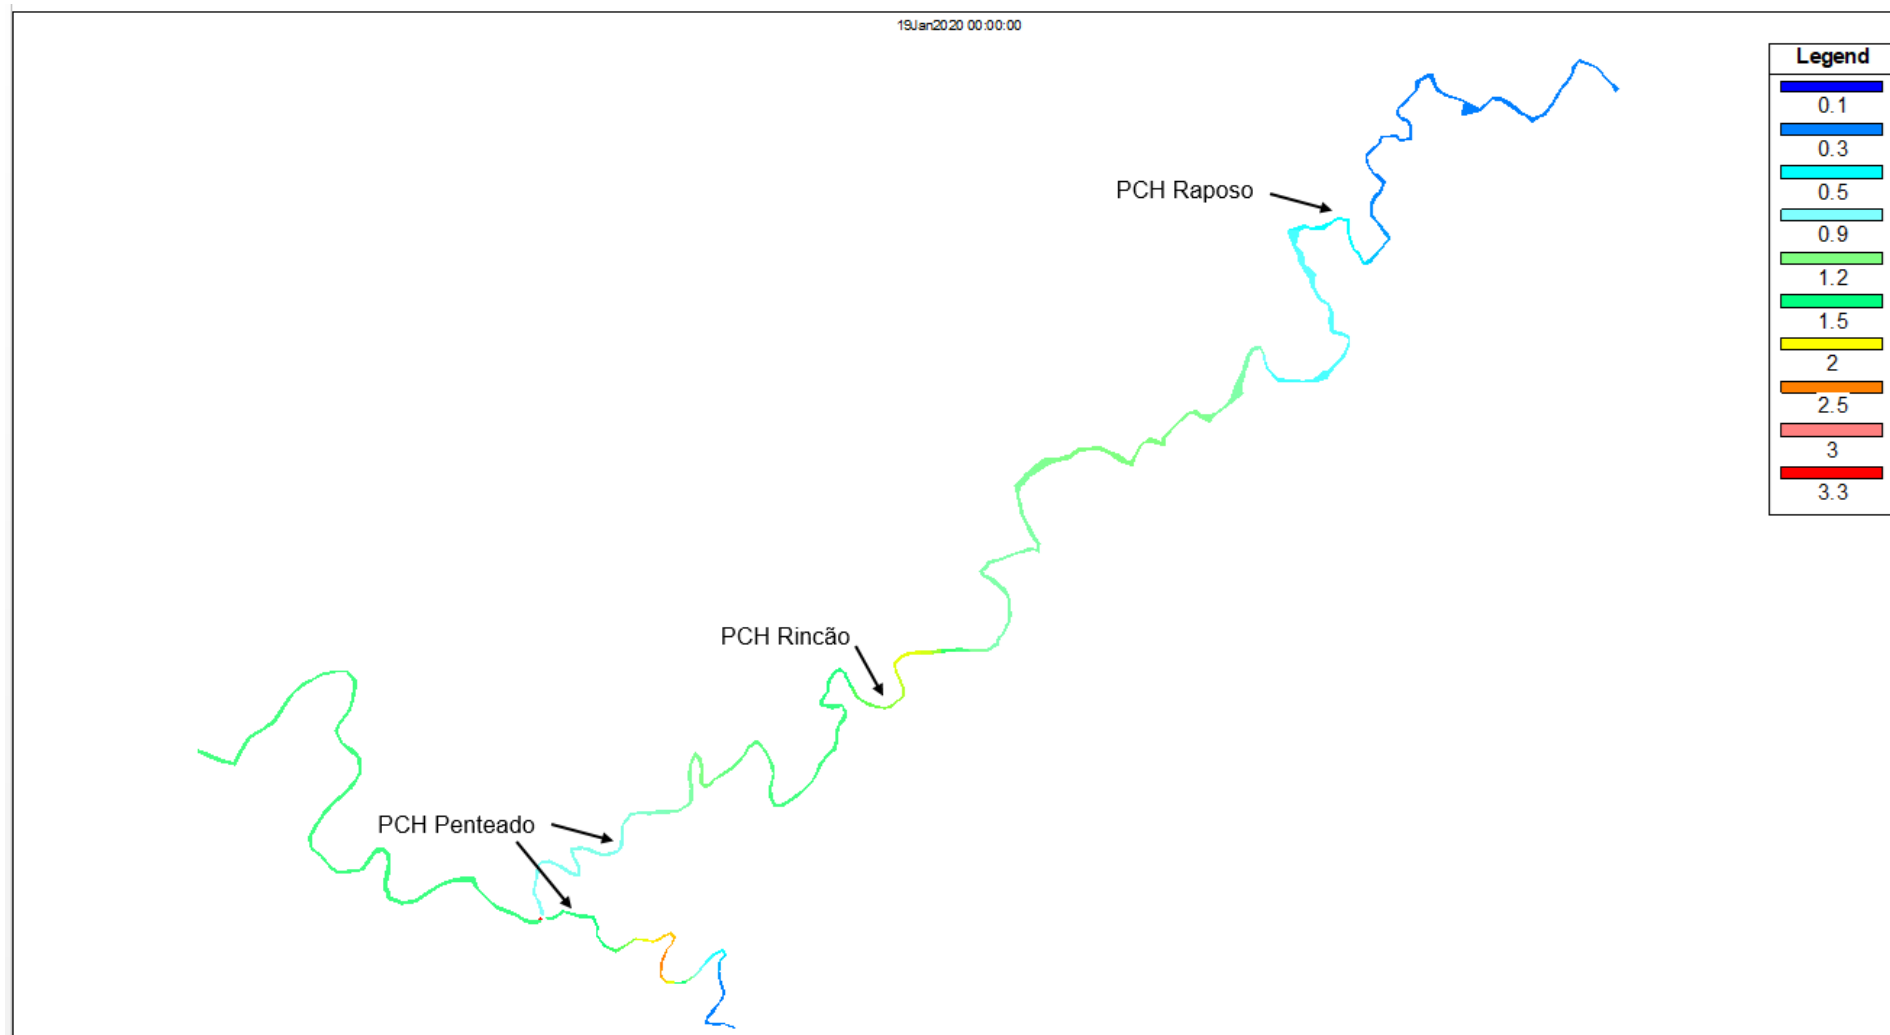 19Jan2020 00:00:00
Legend
0.1
0.3
0.5
0.9
1.2
1.5
2
2.5
3
3.3
PCH Raposo
PCH Rincão
PCH Penteado